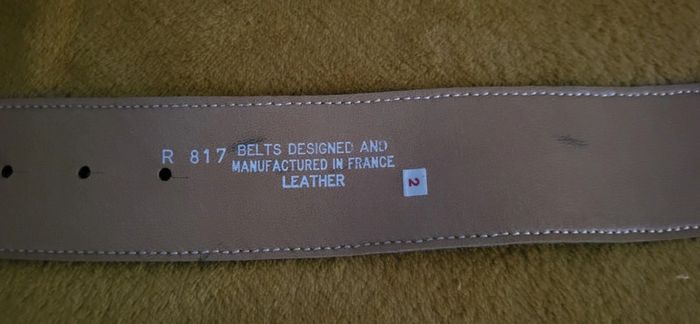 R 817
BELTS DESIGNED AND
MANUFACTURED IN FRANCE
LEATHER
2